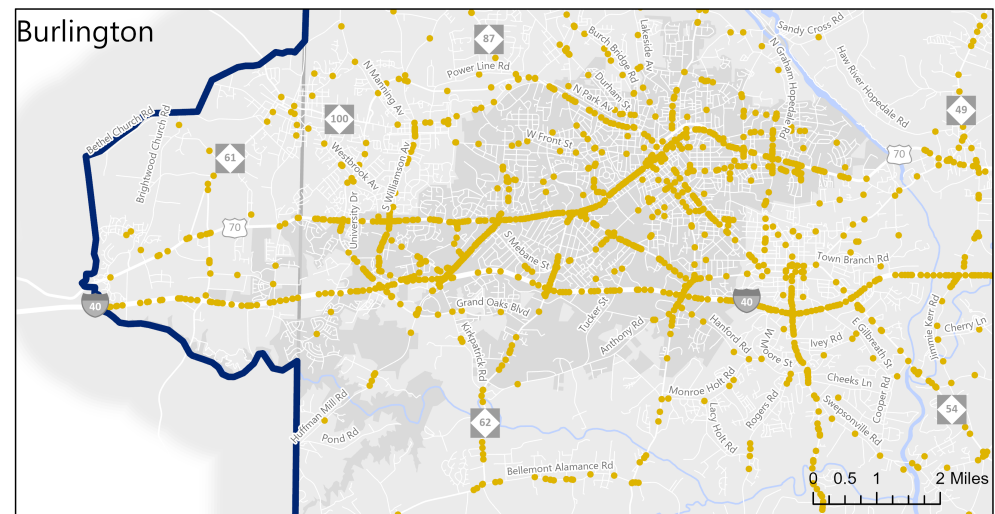 Burlington
Sandy Cross Rd
87
Burch Bridge Rd
Lakeside Av
N Graham Hopedale Rd
Haw River Hopedale Rd
Power Line Rd
N Manning Av
Durham St
N Park Av
49
100
Bethel Church Rd
Brightwood Church Rd
61
W Front St
70
Westbrook Av
S Williamson Av
University Dr
70
S Mebane St
Town Branch Rd
40
40
Grand Oaks Blvd
Tucker St
Anthony Rd
Kirkpatrick Rd
Hanford Rd
W Moore St
Ivey Rd
E Gilbreath St
Jimmie Kerr Rd
Cherry Ln
Monroe Holt Rd
Cheeks Ln
Cooper Rd
Huffman Mill Rd
Pond Rd
62
Lacy Holt Rd
Rogers Rd
Swepsonville Rd
54
Bellemont Alamance Rd
0 0.5 1 2 Miles